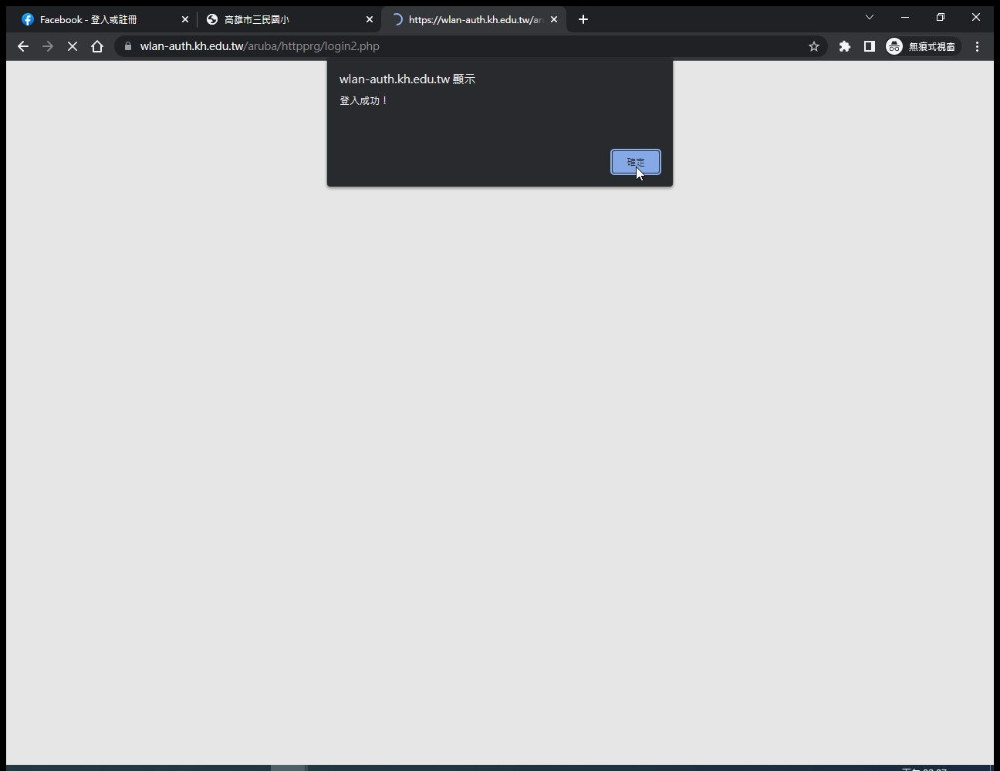 Facebook - 登入或註冊
高雄市三民國小
https://wlan-auth.kh.edu.tw/ar
wlan-auth.kh.edu.tw/aruba/httpprg/login2.php
無痕式視窗
wlan-auth.kh.edu.tw 顯示
登入成功！
確定